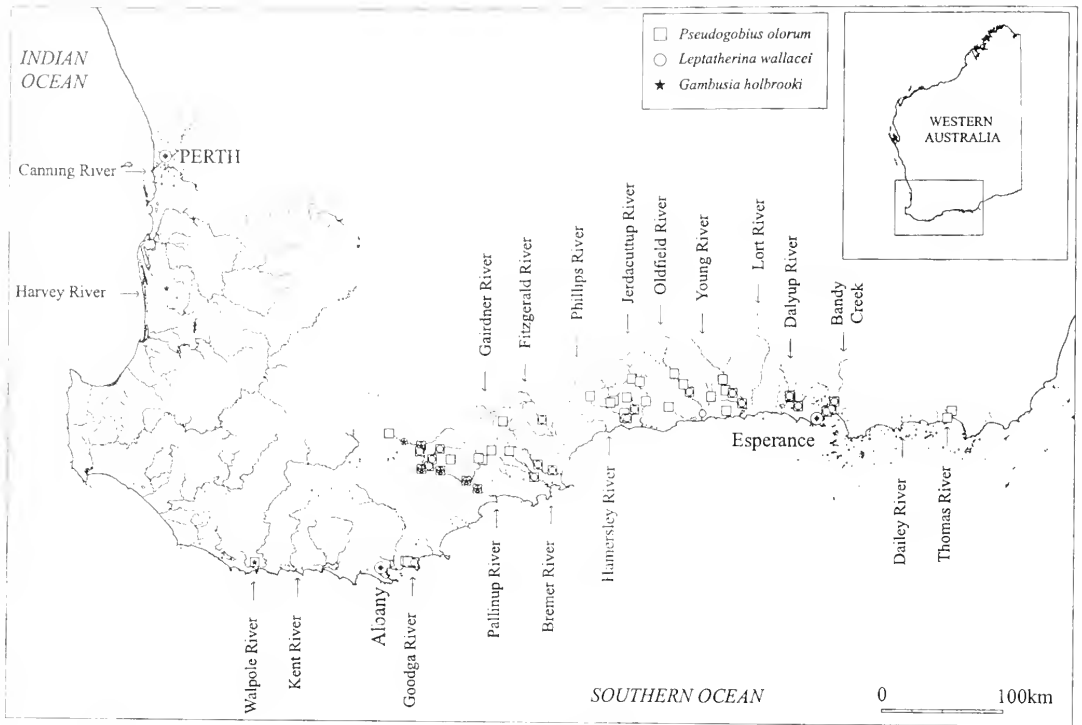 INDIAN
OCEAN
Pseudogobius olorum
Leptatherina wallacei
Gambusia holbrooki
WESTERN
AUSTRALIA
PERTH
Canning River
Harvey River
Gairdner River
Fitzgerald River
Phillips River
Jerdacuttup River
Oldfield River
Young River
Lort River
Dalyup River
Bandy
Creek
Esperance
Walpole River
Kent River
Albany
Goodga River
Pallinup River
Bremer River
Hamersley River
Dailey River
Thomas River
SOUTHERN OCEAN
0
100km